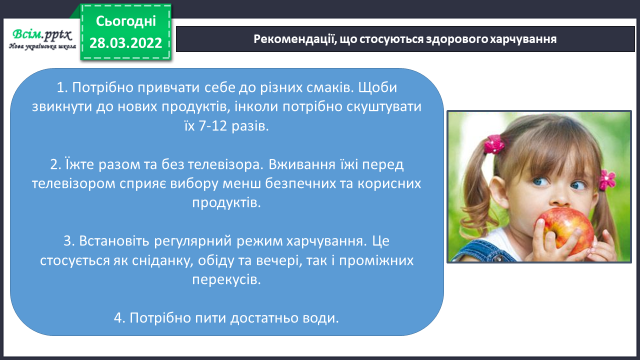 Всім.pptx
Нова українська школа
Сьогодні
28.03.2022
Рекомендації, що стосуються здорового харчування
1. Потрібно привчати себе до різних смаків. Щоби
звикнути до нових продуктів, інколи потрібно скуштувати
їх 7-12 разів.
2. Їжте разом та без телевізора. Вживання їжі перед
телевізором сприяє вибору менш безпечних та корисних
продуктів.
3. Встановіть регулярний режим харчування. Це
стосується як сніданку, обіду та вечері, так і проміжних
перекусів.
4. Потрібно пити достатньо води.